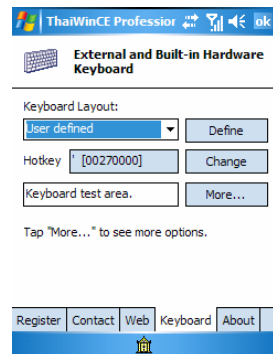 ThaiWinCE Professior ok
External and Built-in Hardware
Keyboard
Keyboard Layout:
User defined Define
Hotkey ' [00270000] Change
Keyboard test area. More...
Tap "More..." to see more options.
Register Contact Web Keyboard About